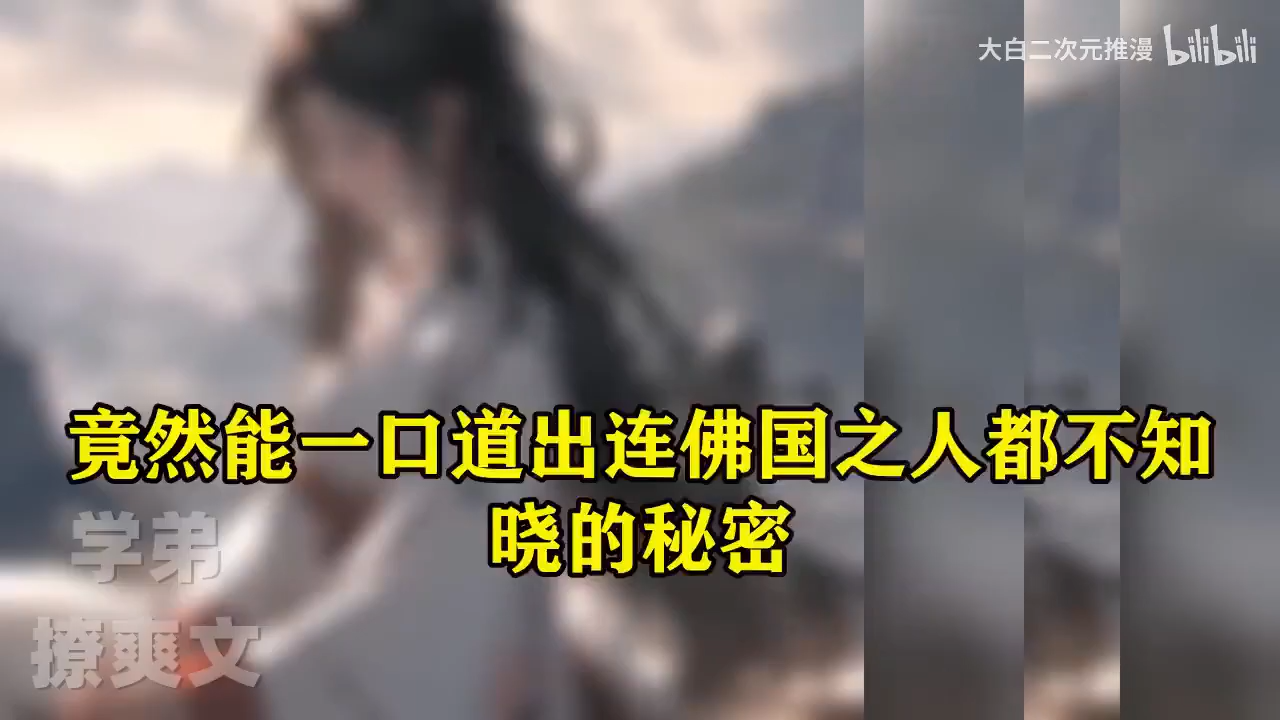 大白二次元推漫 bilibili
竟然能一口道出连佛国之人都不知
晓的秘密
学弟
撩爽文